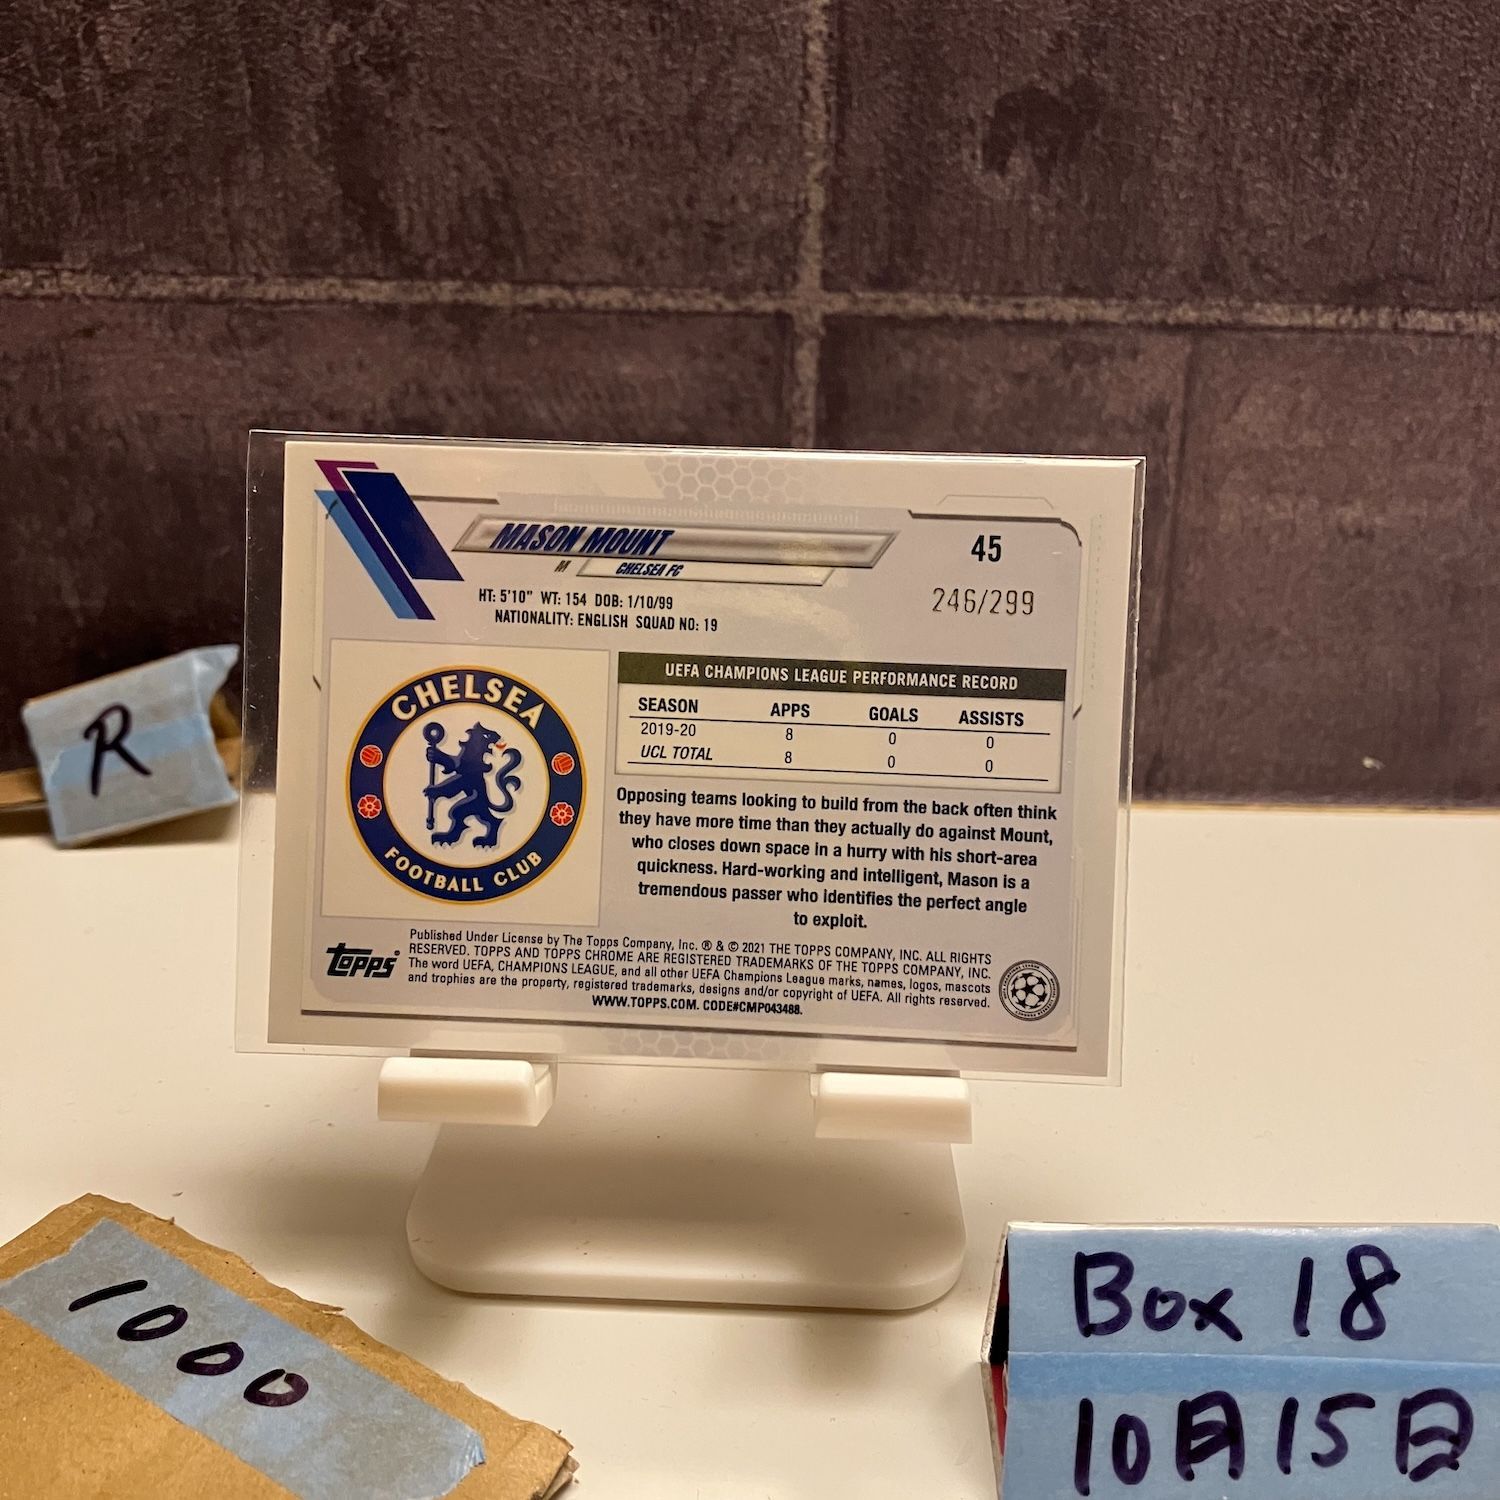 MASON MOUNT
M
CHELSEA FC
45
246/299
HT: 5'10" WT: 154 DOB: 1/10/99
NATIONALITY: ENGLISH SQUAD NO: 19
CHELSEA
FOOTBALL CLUB
UEFA CHAMPIONS LEAGUE PERFORMANCE RECORD
SEASON APPS GOALS ASSISTS
2019-20 8 0 0
UCL TOTAL 8 0 0
Opposing teams looking to build from the back often think
they have more time than they actually do against Mount,
who closes down space in a hurry with his short-area
quickness. Hard-working and intelligent, Mason is a
tremendous passer who identifies the perfect angle
to exploit.
Topps®
Published Under License by The Topps Company, Inc. ® & © 2021 THE TOPPS COMPANY, INC. ALL RIGHTS
RESERVED. TOPPS AND TOPPS CHROME ARE REGISTERED TRADEMARKS OF THE TOPPS COMPANY, INC.
The word UEFA, CHAMPIONS LEAGUE, and all other UEFA Champions League marks, names, logos, mascots
and trophies are the property, registered trademarks, designs and/or copyright of UEFA. All rights reserved.
WWW.TOPPS.COM. CODE#CMP043488.
R
1000
Box 18
10月15日